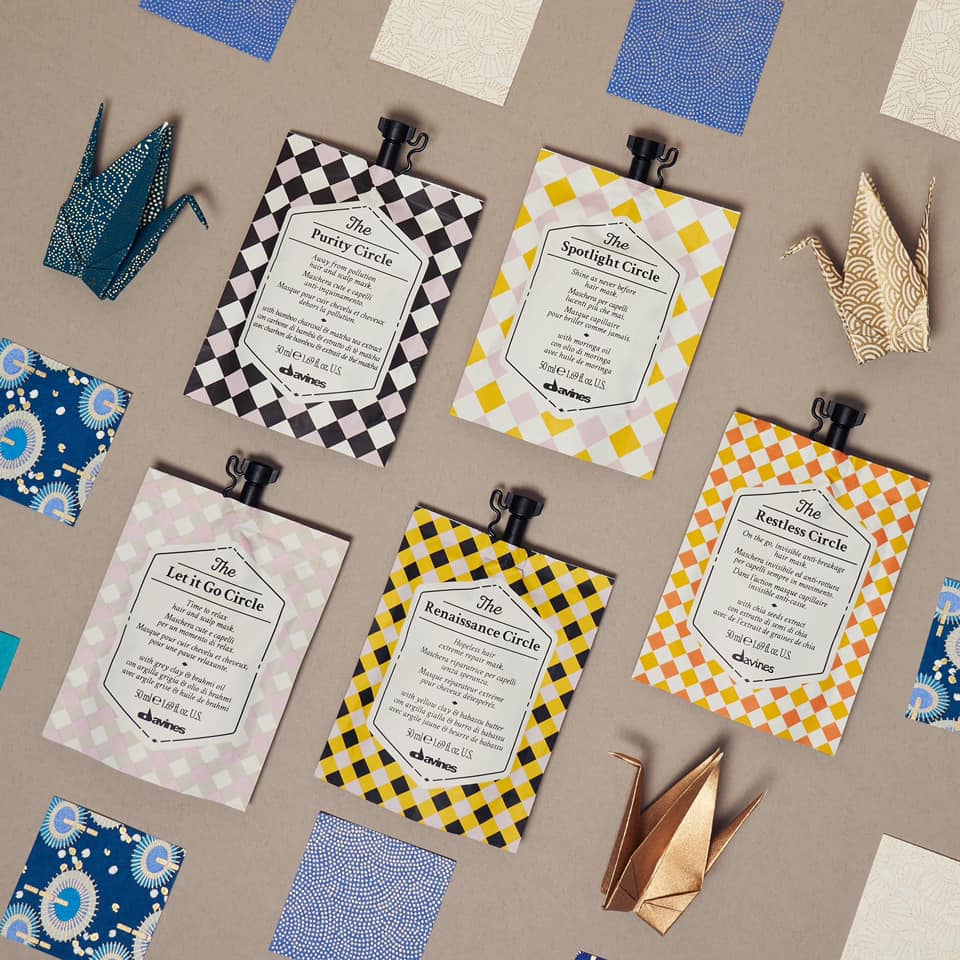 The
Purity Circle
Away from pollution
hair and scalp mask.
Maschera cute e capelli
anti-inquinamento.
Masque pour cuir chevelu et cheveux
dehors la pollution.
with bamboo charcoal & matcha tea extract
con carbone di bambù & estratto di tè matcha
avec charbon de bambou & extrait de thé matcha
50 ml ℮ 1.69 fl. oz. U.S.
davines
The
Spotlight Circle
Shine as never before
hair mask.
Maschera per capelli
lucenti più che mai.
Masque capillaire
pour briller comme jamais.
with moringa oil
con olio di moringa
avec huile de moringa
50 ml ℮ 1.69 fl. oz. U.S.
davines
The
Restless Circle
On the go, invisible anti-breakage
hair mask.
Maschera invisibile ed anti-rottura
per capelli sempre in movimento.
Dans l'action masque capillaire
invisible anti-casse.
with chia seeds extract
con estratto di semi di chia
avec de l'extrait de graines de chia
50 ml ℮ 1.69 fl. oz. U.S.
davines
The
Let it Go Circle
Time to relax
hair and scalp mask.
Maschera cute e capelli
per un momento di relax.
Masque pour cuir chevelu et cheveux,
pour une pause relaxante.
with grey clay & brahmi oil
con argilla grigia & olio di brahmi
avec argile grise & huile de brahmi
50 ml ℮ 1.69 fl. oz. U.S.
davines
The
Renaissance Circle
Hopeless hair
extreme repair mask.
Maschera riparatrice per capelli
senza speranza.
Masque réparateur extrême
pour cheveux désespérés.
with yellow clay & babassu butter
con argilla gialla & burro di babassu
avec argile jaune & beurre de babassu
50 ml ℮ 1.69 fl. oz. U.S.
davines